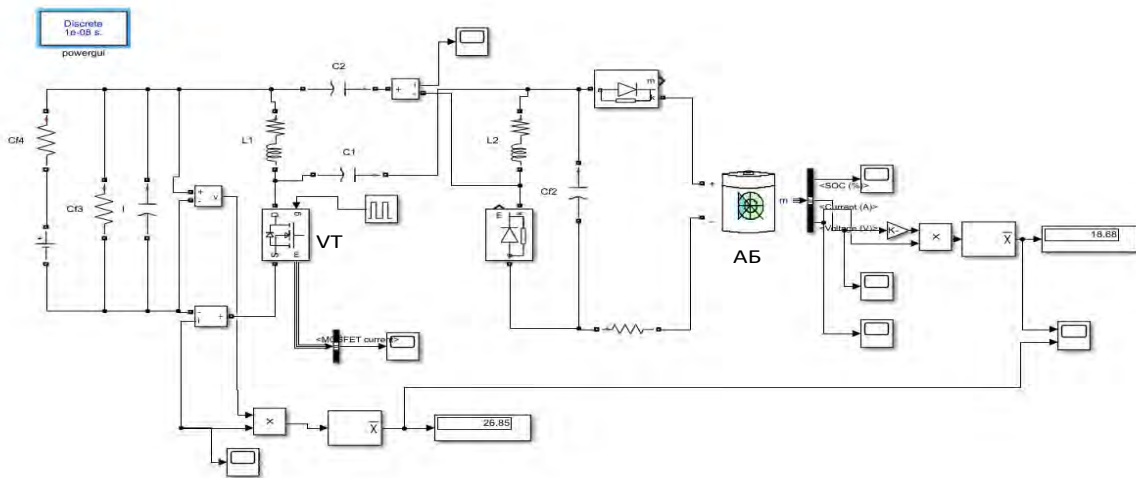 Discrete
1e-08 s.
powergui
C2
+
i
-
m
a
k
Cf4
L1
L2
C1
Cf3
I
Cf2
+
-
v
D
g
S
m
VT
m
a
k
+
-
m
АБ
<SOC (%)>
<Current (A)>
<Voltage (V)>
K-
×
X
18.68
-
i
+
<MOSFET current>
×
X
26.85